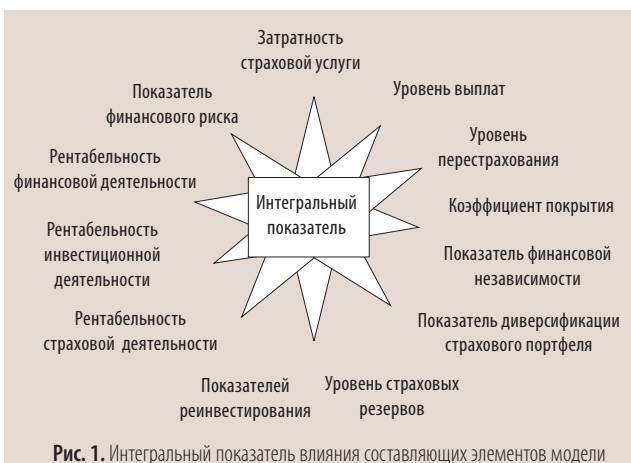 Затратность
страховой услуги
Уровень выплат
Уровень
перестрахования
Коэффициент покрытия
Показатель финансовой
независимости
Показатель диверсификации
страхового портфеля
Уровень страховых
резервов
Показателей
реинвестирования
Рентабельность
страховой деятельности
Рентабельность
инвестиционной
деятельности
Рентабельность
финансовой деятельности
Показатель
финансового риска
Интегральный
показатель
Рис. 1. Интегральный показатель влияния составляющих элементов модели